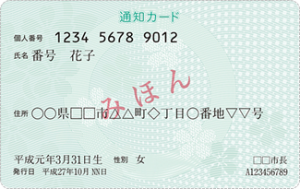 通知カード
個人番号 1234 5678 9012
氏名 番号 花子
みほん
住所 ○○県□□市△△町◇丁目○番地▽▽号
平成元年3月31日生 性別 女 □□市長
発行日 平成27年10月NN日 A123456789